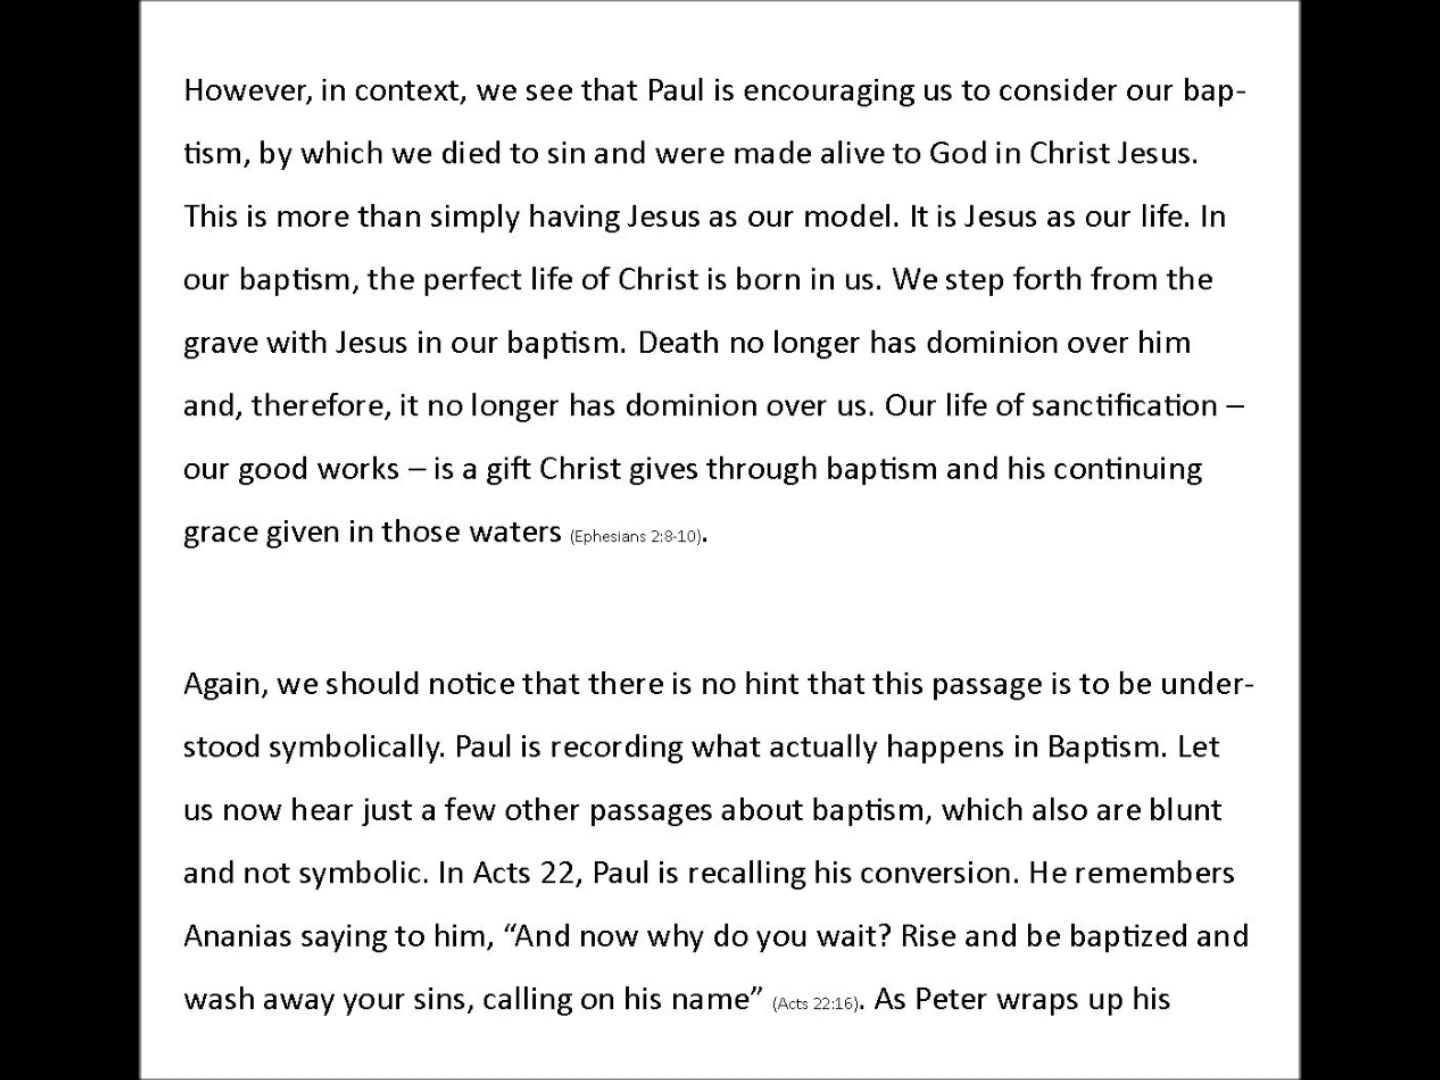 However, in context, we see that Paul is encouraging us to consider our bap-
tism, by which we died to sin and were made alive to God in Christ Jesus.
This is more than simply having Jesus as our model. It is Jesus as our life. In
our baptism, the perfect life of Christ is born in us. We step forth from the
grave with Jesus in our baptism. Death no longer has dominion over him
and, therefore, it no longer has dominion over us. Our life of sanctification –
our good works – is a gift Christ gives through baptism and his continuing
grace given in those waters (Ephesians 2:8-10).
Again, we should notice that there is no hint that this passage is to be under-
stood symbolically. Paul is recording what actually happens in Baptism. Let
us now hear just a few other passages about baptism, which also are blunt
and not symbolic. In Acts 22, Paul is recalling his conversion. He remembers
Ananias saying to him, “And now why do you wait? Rise and be baptized and
wash away your sins, calling on his name” (Acts 22:16). As Peter wraps up his